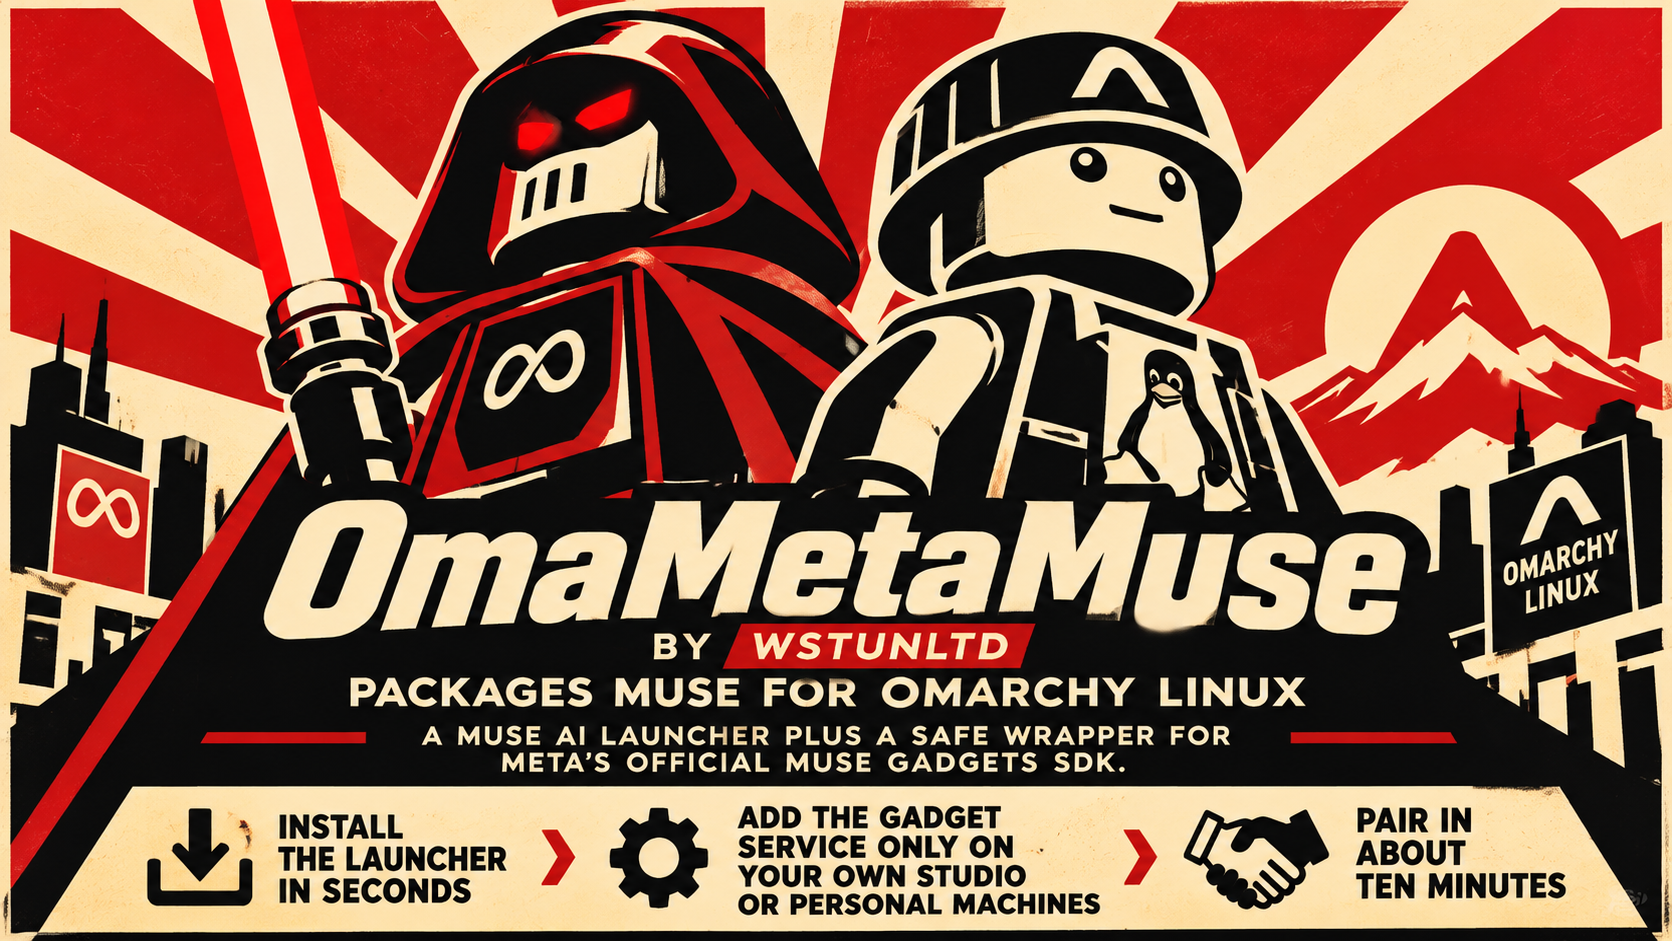 OmaMetaMuse
BY WSTUNLTD
PACKAGES MUSE FOR OMARCHY LINUX
A MUSE AI LAUNCHER PLUS A SAFE WRAPPER FOR
META'S OFFICIAL MUSE GADGETS SDK.
OMARCHY
LINUX
INSTALL
THE LAUNCHER
IN SECONDS
ADD THE GADGET
SERVICE ONLY ON
YOUR OWN STUDIO
OR PERSONAL MACHINES
PAIR IN
ABOUT
TEN MINUTES